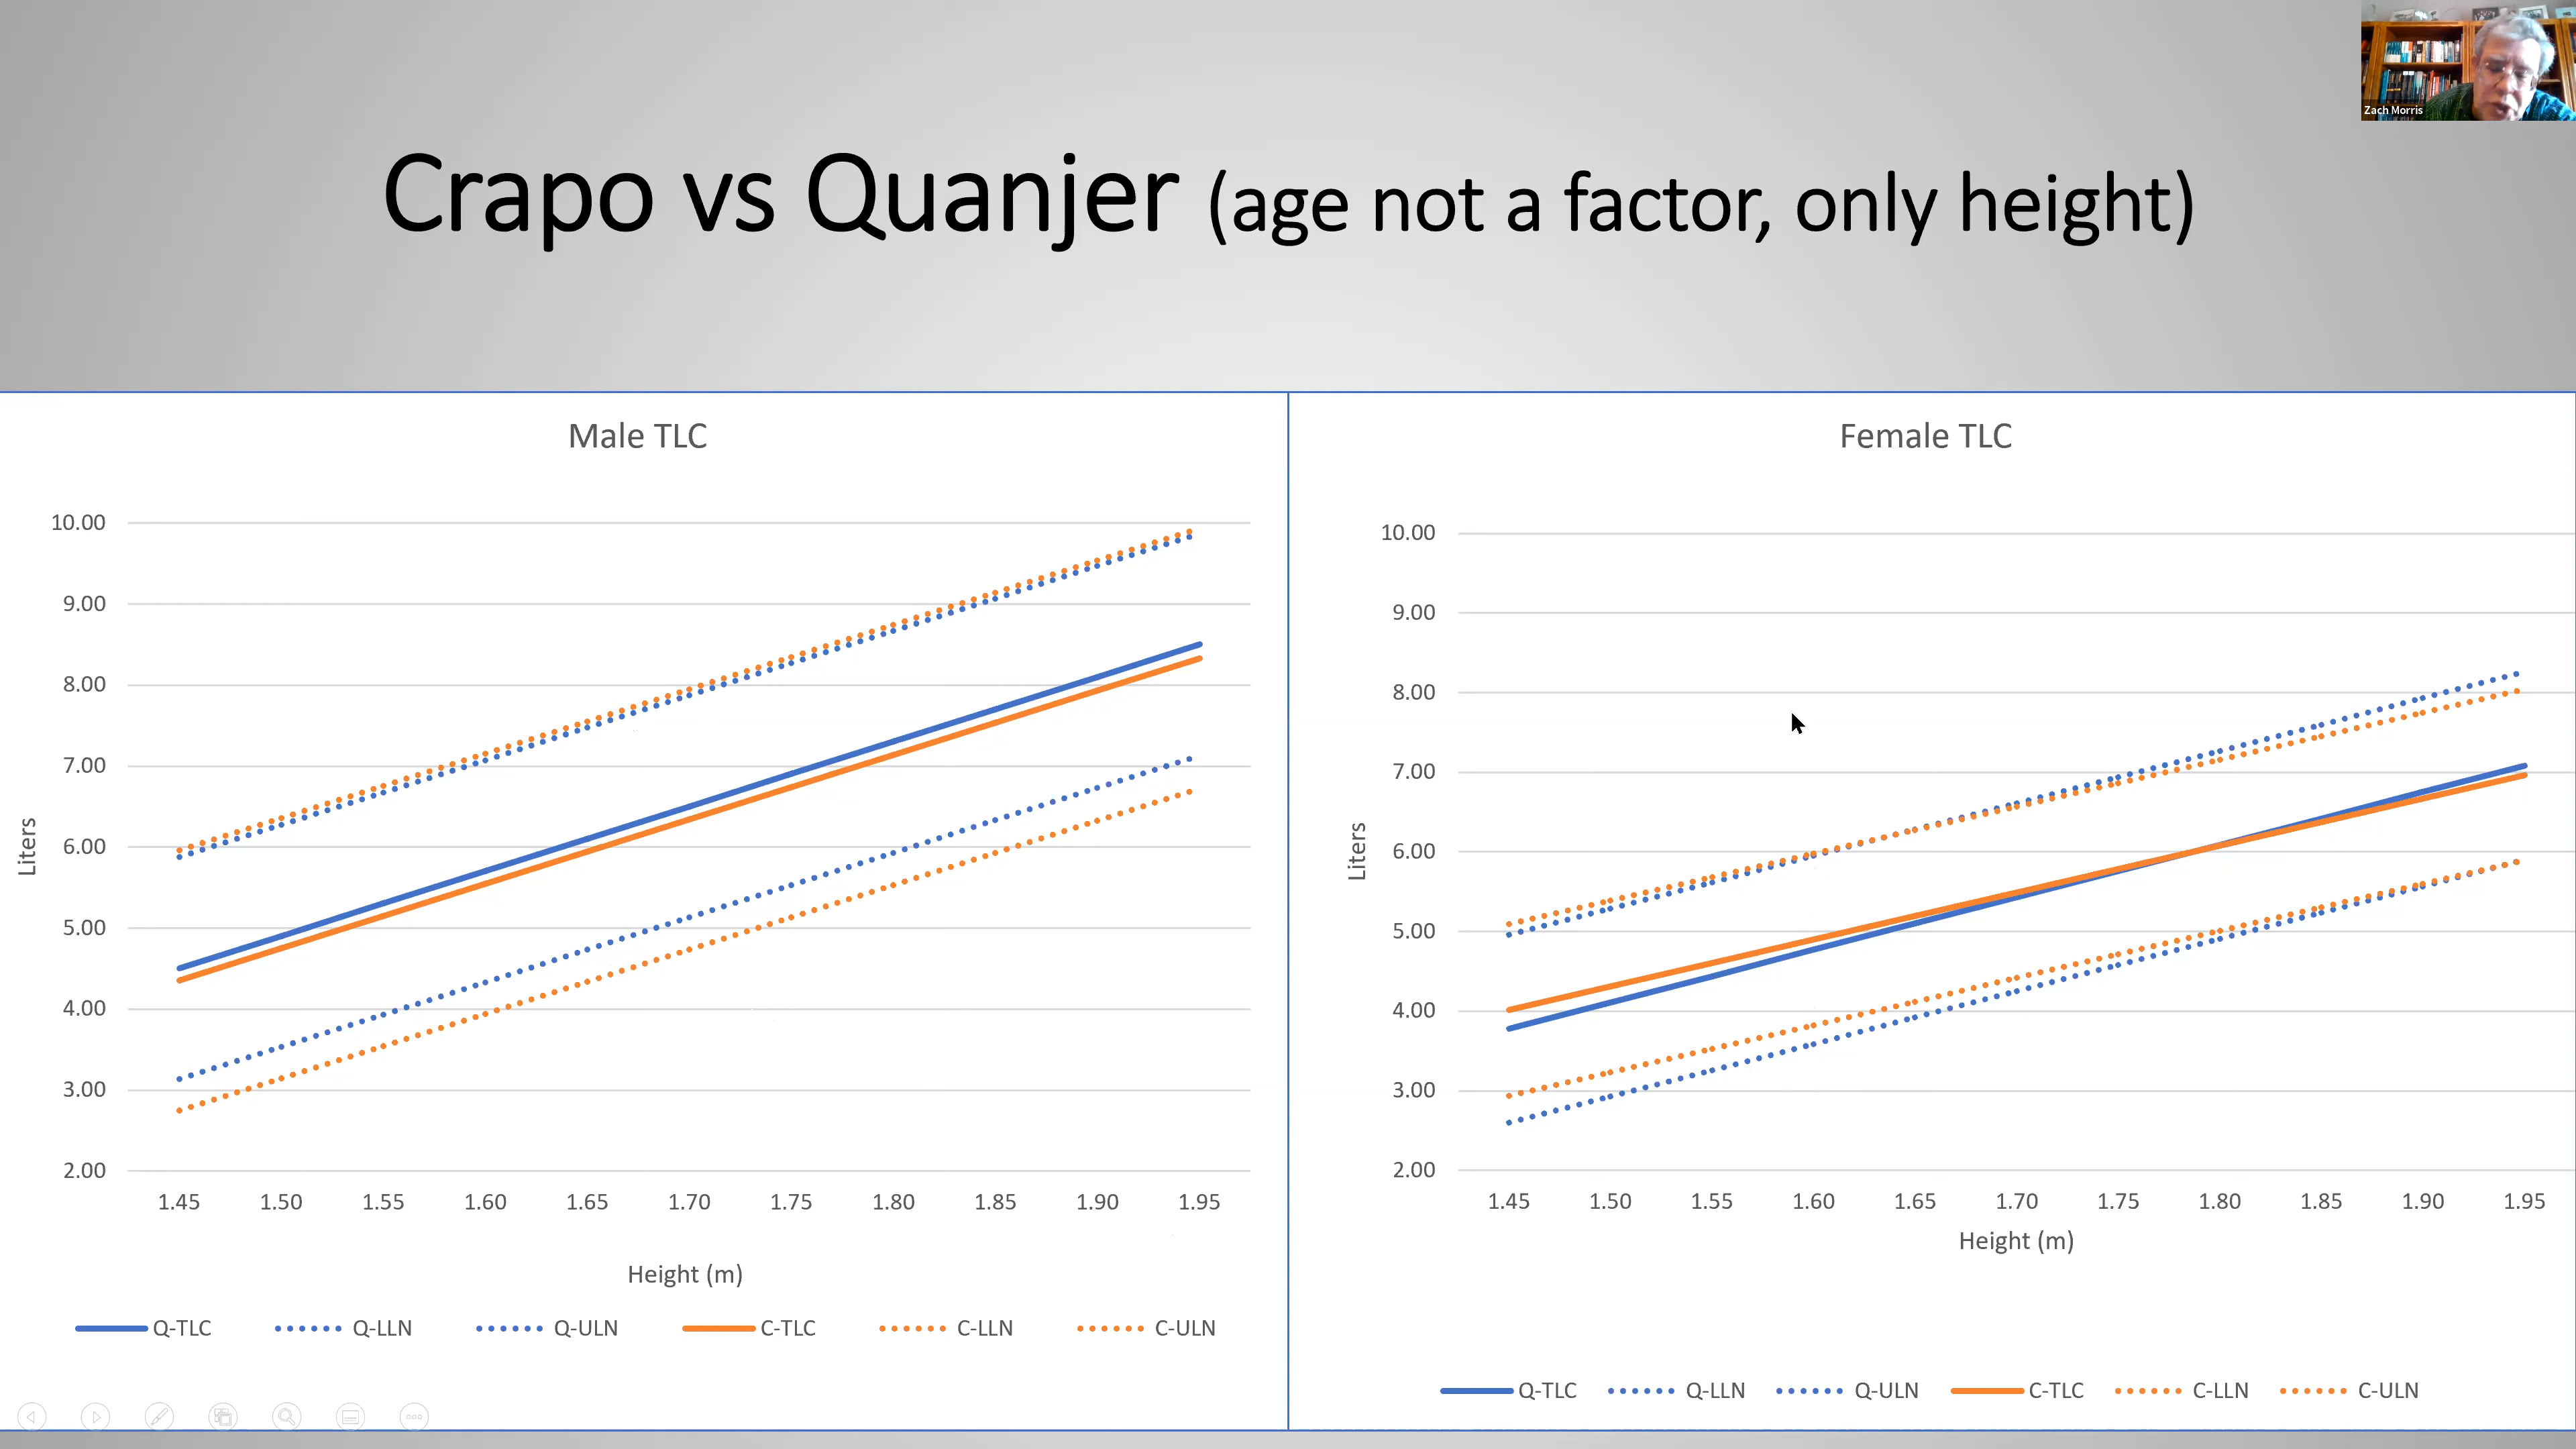 Zach Morris
Crapo vs Quanjer (age not a factor, only height)
Male TLC
10.00
9.00
8.00
7.00
6.00
5.00
4.00
3.00
2.00
Liters
1.45 1.50 1.55 1.60 1.65 1.70 1.75 1.80 1.85 1.90 1.95
Height (m)
Q-TLC Q-LLN Q-ULN C-TLC C-LLN C-ULN
Female TLC
10.00
9.00
8.00
7.00
6.00
5.00
4.00
3.00
2.00
Liters
1.45 1.50 1.55 1.60 1.65 1.70 1.75 1.80 1.85 1.90 1.95
Height (m)
Q-TLC Q-LLN Q-ULN C-TLC C-LLN C-ULN